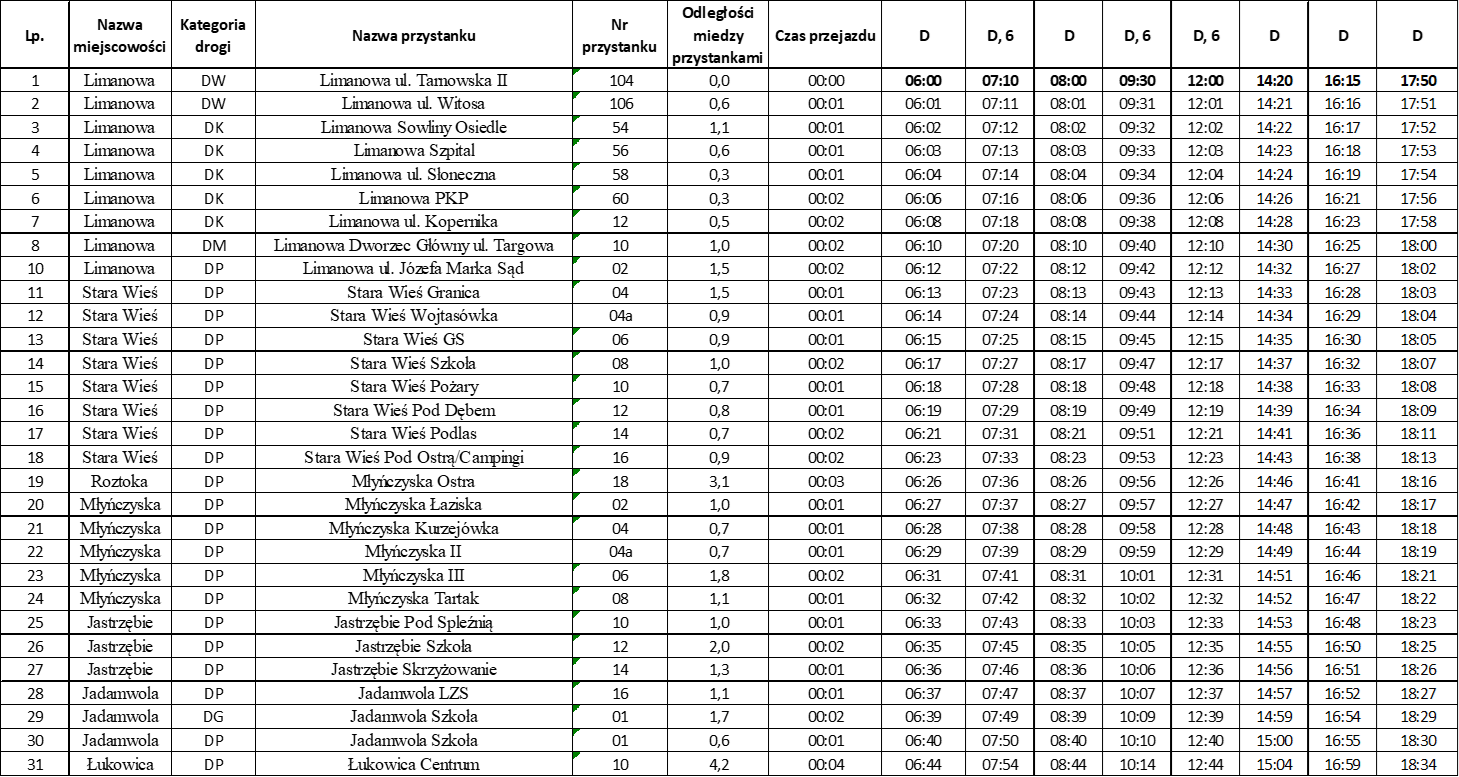 Lp. Nazwa miejscowości Kategoria drogi Nazwa przystanku Nr przystanku Odległości miedzy przystankami Czas przejazdu D D, 6 D D, 6 D, 6 D D D
1 Limanowa DW Limanowa ul. Tarnowska II 104 0,0 00:00 06:00 07:10 08:00 09:30 12:00 14:20 16:15 17:50
2 Limanowa DW Limanowa ul. Witosa 106 0,6 00:01 06:01 07:11 08:01 09:31 12:01 14:21 16:16 17:51
3 Limanowa DK Limanowa Sowliny Osiedle 54 1,1 00:01 06:02 07:12 08:02 09:32 12:02 14:22 16:17 17:52
4 Limanowa DK Limanowa Szpital 56 0,6 00:01 06:03 07:13 08:03 09:33 12:03 14:23 16:18 17:53
5 Limanowa DK Limanowa ul. Słoneczna 58 0,3 00:01 06:04 07:14 08:04 09:34 12:04 14:24 16:19 17:54
6 Limanowa DK Limanowa PKP 60 0,3 00:02 06:06 07:16 08:06 09:36 12:06 14:26 16:21 17:56
7 Limanowa DK Limanowa ul. Kopernika 12 0,5 00:02 06:08 07:18 08:08 09:38 12:08 14:28 16:23 17:58
8 Limanowa DM Limanowa Dworzec Główny ul. Targowa 10 1,0 00:02 06:10 07:20 08:10 09:40 12:10 14:30 16:25 18:00
10 Limanowa DP Limanowa ul. Józefa Marka Sąd 02 1,5 00:02 06:12 07:22 08:12 09:42 12:12 14:32 16:27 18:02
11 Stara Wieś DP Stara Wieś Granica 04 1,5 00:01 06:13 07:23 08:13 09:43 12:13 14:33 16:28 18:03
12 Stara Wieś DP Stara Wieś Wojtasówka 04a 0,9 00:01 06:14 07:24 08:14 09:44 12:14 14:34 16:29 18:04
13 Stara Wieś DP Stara Wieś GS 06 0,9 00:01 06:15 07:25 08:15 09:45 12:15 14:35 16:30 18:05
14 Stara Wieś DP Stara Wieś Szkoła 08 1,0 00:02 06:17 07:27 08:17 09:47 12:17 14:37 16:32 18:07
15 Stara Wieś DP Stara Wieś Pożary 10 0,7 00:01 06:18 07:28 08:18 09:48 12:18 14:38 16:33 18:08
16 Stara Wieś DP Stara Wieś Pod Dębem 12 0,8 00:01 06:19 07:29 08:19 09:49 12:19 14:39 16:34 18:09
17 Stara Wieś DP Stara Wieś Podlas 14 0,7 00:02 06:21 07:31 08:21 09:51 12:21 14:41 16:36 18:11
18 Stara Wieś DP Stara Wieś Pod Ostrą/Campingi 16 0,9 00:02 06:23 07:33 08:23 09:53 12:23 14:43 16:38 18:13
19 Roztoka DP Młyńczyska Ostra 18 3,1 00:03 06:26 07:36 08:26 09:56 12:26 14:46 16:41 18:16
20 Młyńczyska DP Młyńczyska Łaziska 02 1,0 00:01 06:27 07:37 08:27 09:57 12:27 14:47 16:42 18:17
21 Młyńczyska DP Młyńczyska Kurzejówka 04 0,7 00:01 06:28 07:38 08:28 09:58 12:28 14:48 16:43 18:18
22 Młyńczyska DP Młyńczyska II 04a 0,7 00:01 06:29 07:39 08:29 09:59 12:29 14:49 16:44 18:19
23 Młyńczyska DP Młyńczyska III 06 1,8 00:02 06:31 07:41 08:31 10:01 12:31 14:51 16:46 18:21
24 Młyńczyska DP Młyńczyska Tartak 08 1,1 00:01 06:32 07:42 08:32 10:02 12:32 14:52 16:47 18:22
25 Jastrzębie DP Jastrzębie Pod Spleźnią 10 1,0 00:01 06:33 07:43 08:33 10:03 12:33 14:53 16:48 18:23
26 Jastrzębie DP Jastrzębie Szkoła 12 2,0 00:02 06:35 07:45 08:35 10:05 12:35 14:55 16:50 18:25
27 Jastrzębie DP Jastrzębie Skrzyżowanie 14 1,3 00:01 06:36 07:46 08:36 10:06 12:36 14:56 16:51 18:26
28 Jadamwola DP Jadamwola LZS 16 1,1 00:01 06:37 07:47 08:37 10:07 12:37 14:57 16:52 18:27
29 Jadamwola DG Jadamwola Szkoła 01 1,7 00:02 06:39 07:49 08:39 10:09 12:39 14:59 16:54 18:29
30 Jadamwola DP Jadamwola Szkoła 01 0,6 00:01 06:40 07:50 08:40 10:10 12:40 15:00 16:55 18:30
31 Łukowica DP Łukowica Centrum 10 4,2 00:04 06:44 07:54 08:44 10:14 12:44 15:04 16:59 18:34